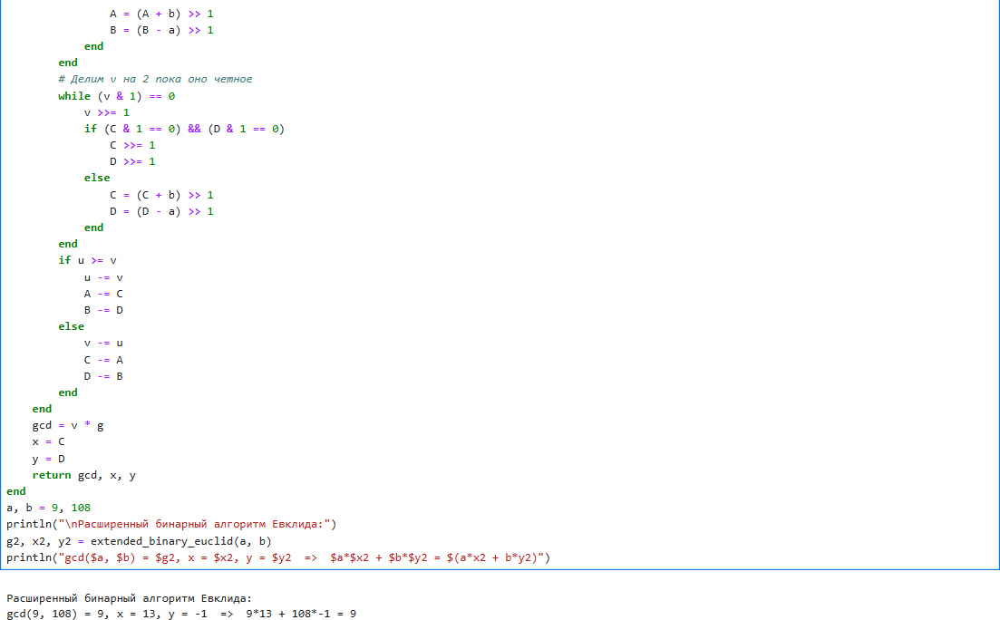 A = (A + b) >> 1
                B = (B - a) >> 1
            end
        end
        # Делим v на 2 пока оно четное
        while (v & 1) == 0
            v >>= 1
            if (C & 1 == 0) && (D & 1 == 0)
                C >>= 1
                D >>= 1
            else
                C = (C + b) >> 1
                D = (D - a) >> 1
            end
        end
        if u >= v
            u -= v
            A -= C
            B -= D
        else
            v -= u
            C -= A
            D -= B
        end
    end
    gcd = v * g
    x = C
    y = D
    return gcd, x, y
end
a, b = 9, 108
println("\nРасширенный бинарный алгоритм Евклида:")
g2, x2, y2 = extended_binary_euclid(a, b)
println("gcd($a, $b) = $g2, x = $x2, y = $y2  =>  $a*$x2 + $b*$y2 = $(a*x2 + b*y2)")
Расширенный бинарный алгоритм Евклида:
gcd(9, 108) = 9, x = 13, y = -1  =>  9*13 + 108*-1 = 9